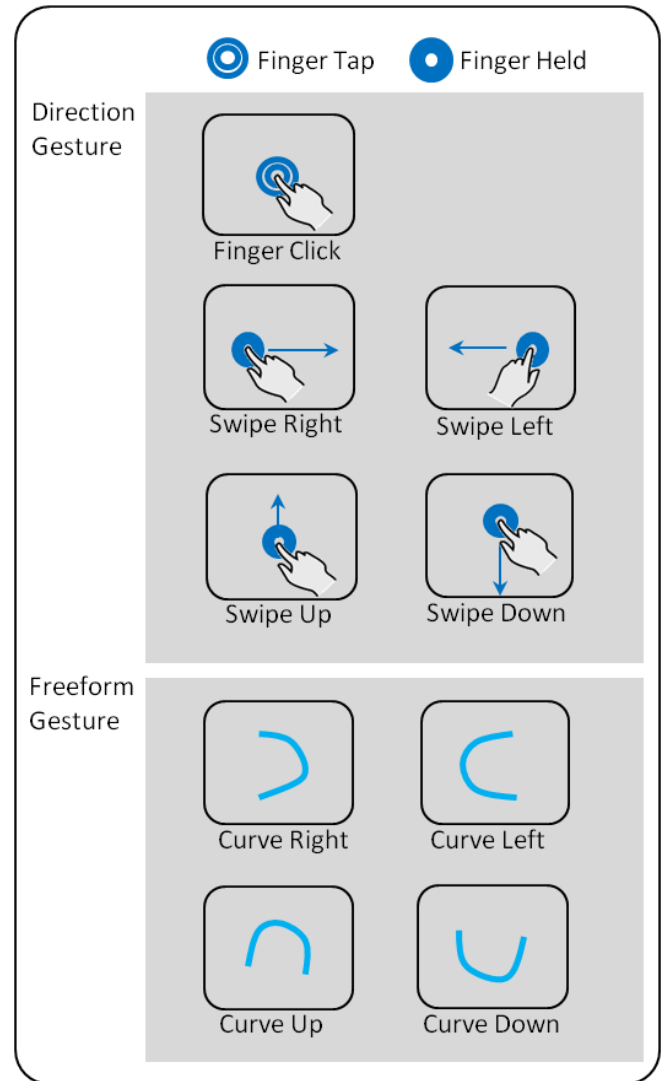 Finger Tap Finger Held
Direction
Gesture
Finger Click
Swipe Right Swipe Left
Swipe Up Swipe Down
Freeform
Gesture
Curve Right Curve Left
Curve Up Curve Down